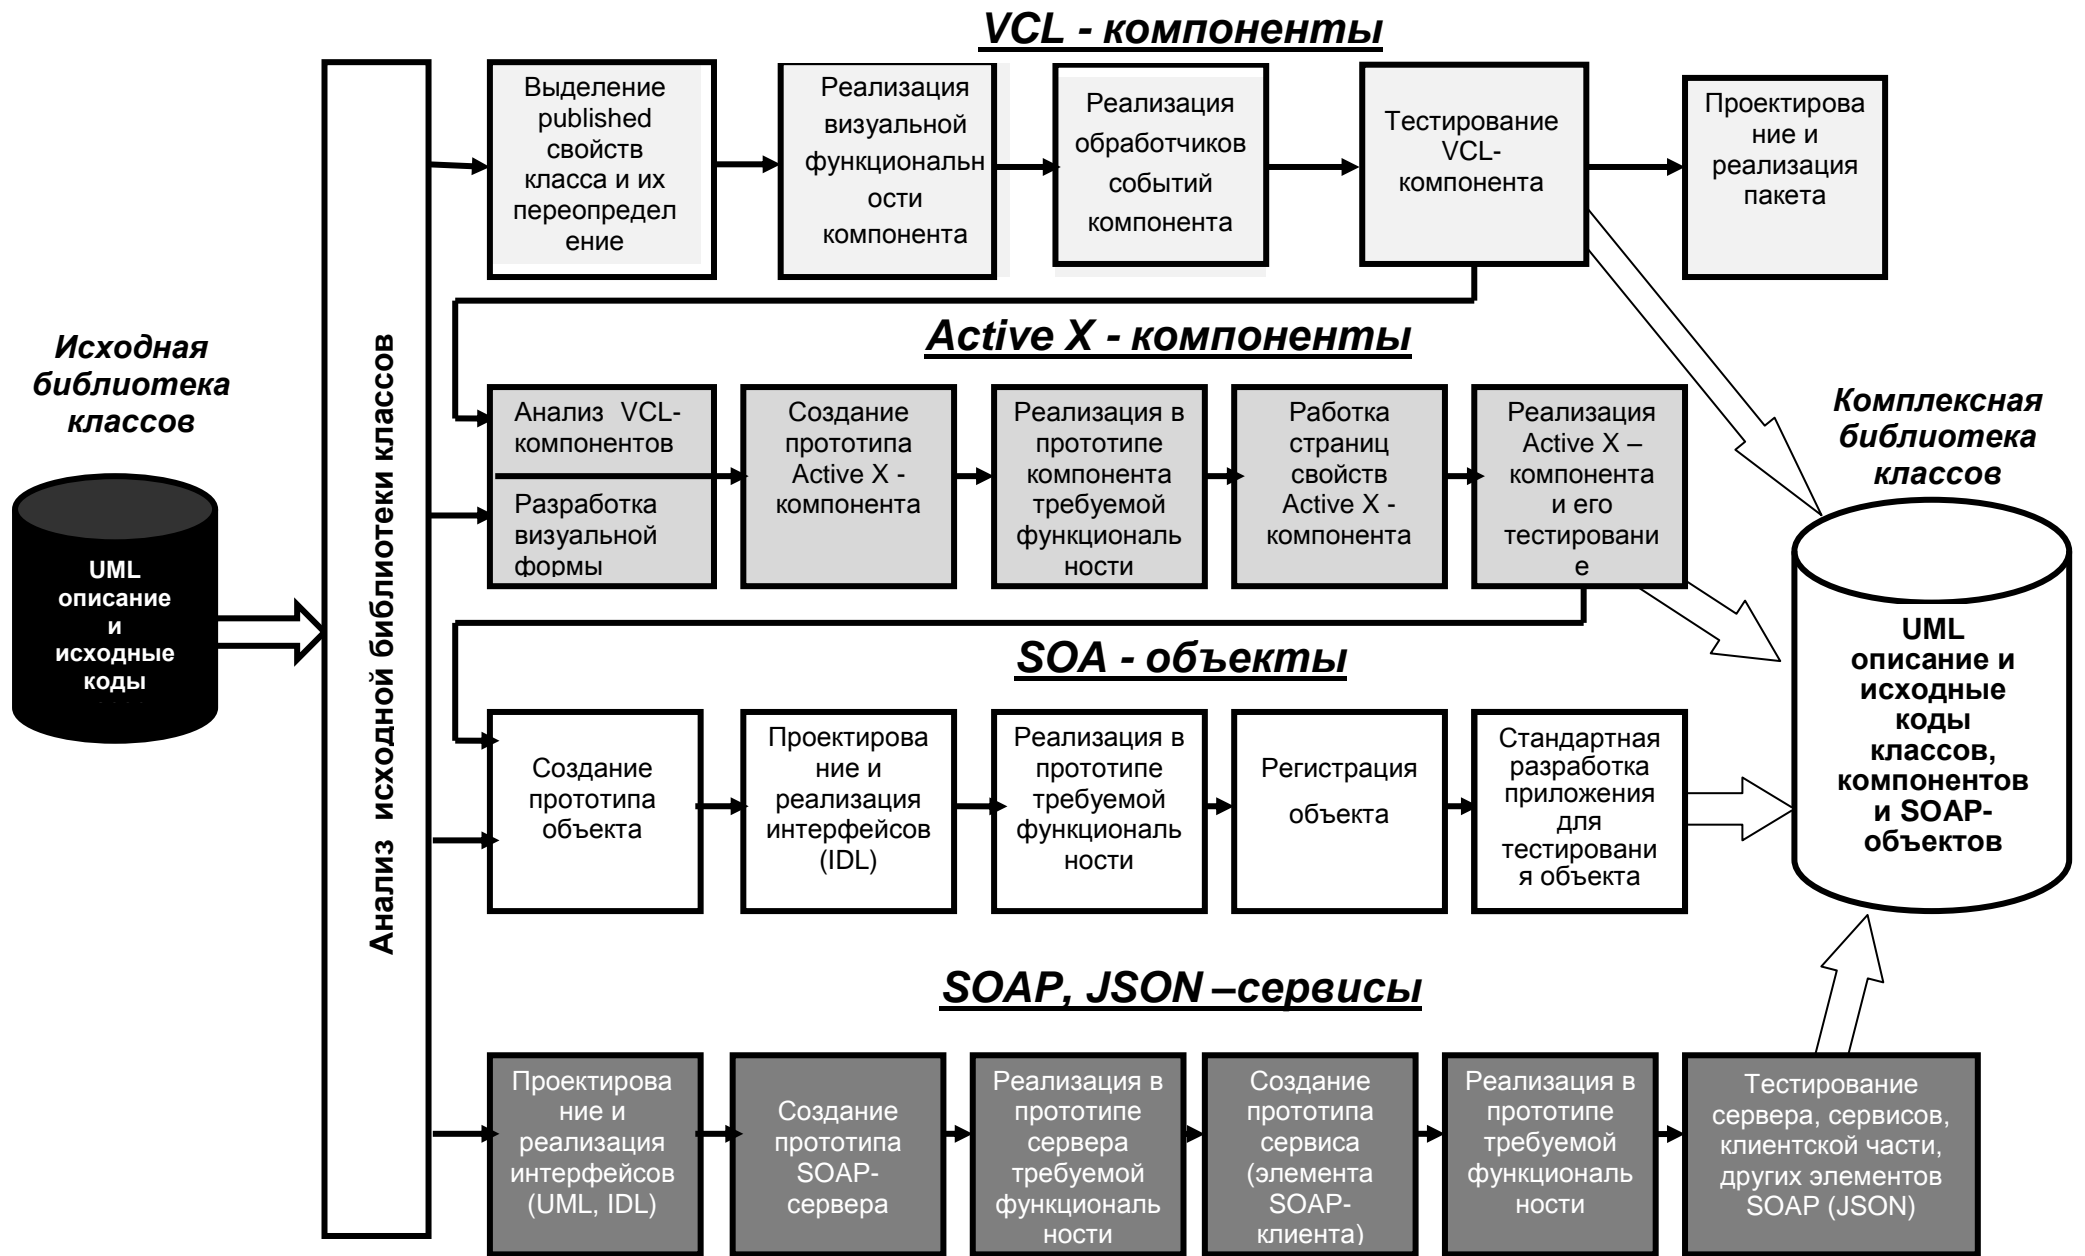 VCL - компоненты
Выделение
published
свойств
класса и их
переопредел
ение
Реализация
визуальной
функциональн
ости
компонента
Реализация
обработчиков
событий
компонента
Тестирование
VCL-
компонента
Проектирова
ние и
реализация
пакета
Исходная
библиотека
классов
UML
описание
и
исходные
коды
Анализ исходной библиотеки классов
Active X - компоненты
Анализ VCL-
компонентов
Разработка
визуальной
формы
Создание
прототипа
Active X -
компонента
Реализация в
прототипе
компонента
требуемой
функциональ
ности
Работка
страниц
свойств
Active X -
компонента
Реализация
Active X –
компонента
и его
тестировани
е
Комплексная
библиотека
классов
UML
описание и
исходные
коды
классов,
компонентов
и SOAP-
объектов
SOA - объекты
Создание
прототипа
объекта
Проектирова
ние и
реализация
интерфейсов
(IDL)
Реализация в
прототипе
требуемой
функциональ
ности
Регистрация
объекта
Стандартная
разработка
приложения
для
тестировани
я объекта
SOAP, JSON –сервисы
Проектирова
ние и
реализация
интерфейсов
(UML, IDL)
Создание
прототипа
SOAP-
сервера
Реализация в
прототипе
сервера
требуемой
функциональ
ности
Создание
прототипа
сервиса
(элемента
SOAP-
клиента)
Реализация в
прототипе
требуемой
функциональ
ности
Тестирование
сервера, сервисов,
клиентской части,
других элементов
SOAP (JSON)